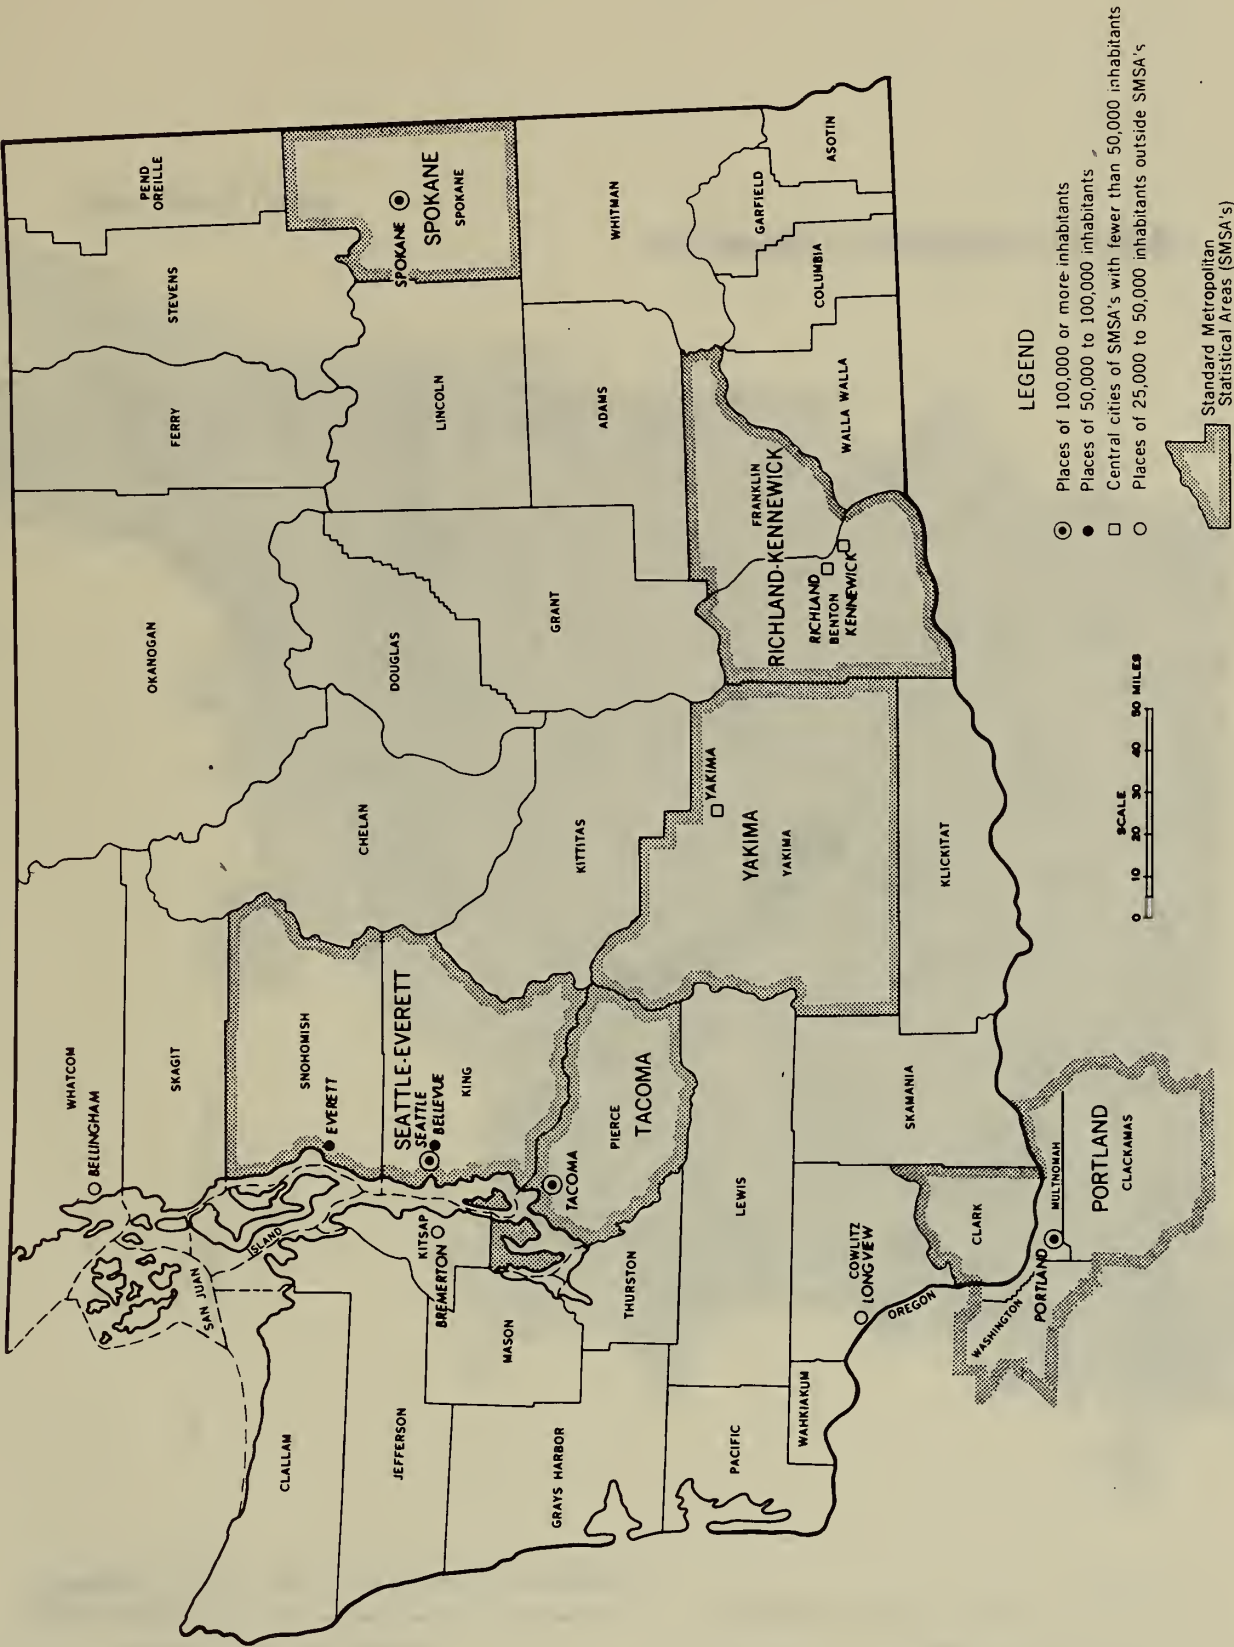 WHATCOM
BELLINGHAM
SKAGIT
SAN JUAN
ISLAND
SNOHOMISH
EVERETT
SEATTLE-EVERETT
SEATTLE
BELLEVUE
KING
CLALLAM
JEFFERSON
KITSAP
BREMERTON
MASON
GRAYS HARBOR
TACOMA
PIERCE
TACOMA
THURSTON
PACIFIC
LEWIS
WAHKIAKUM
COWLITZ
LONGVIEW
SKAMANIA
CLARK
OREGON
WASHINGTON
PORTLAND
MULTNOMAH
PORTLAND
CLACKAMAS
OKANOGAN
CHELAN
DOUGLAS
KITTITAS
GRANT
YAKIMA
YAKIMA
YAKIMA
KLICKITAT
FERRY
STEVENS
PEND
OREILLE
LINCOLN
SPOKANE
SPOKANE
SPOKANE
ADAMS
WHITMAN
FRANKLIN
RICHLAND-KENNEWICK
RICHLAND
BENTON
KENNEWICK
WALLA WALLA
COLUMBIA
GARFIELD
ASOTIN
SCALE
0 10 20 30 40 50 MILES
LEGEND
Places of 100,000 or more inhabitants
Places of 50,000 to 100,000 inhabitants
Central cities of SMSA's with fewer than 50,000 inhabitants
Places of 25,000 to 50,000 inhabitants outside SMSA's
Standard Metropolitan
Statistical Areas (SMSA's)